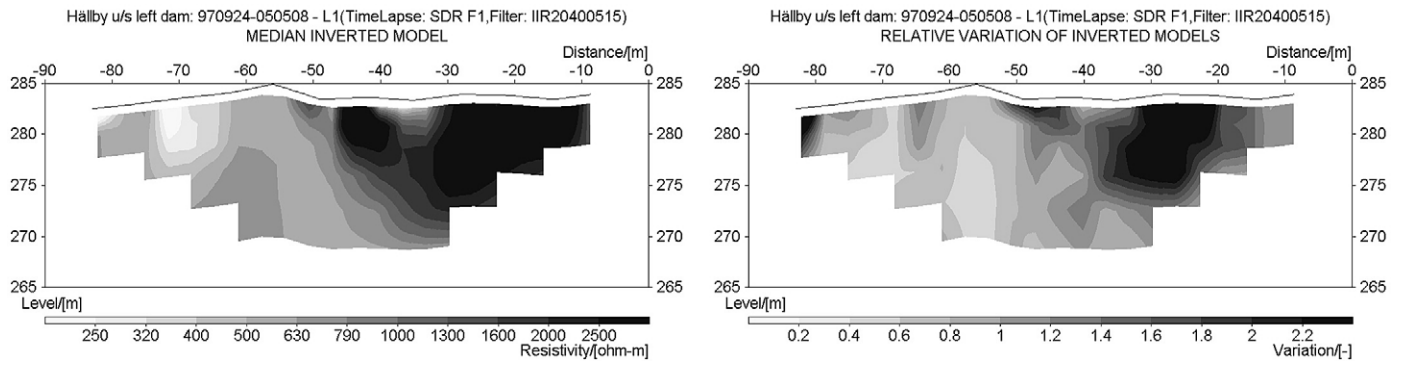 Hällby u/s left dam: 970924-050508 - L1(TimeLapse: SDR F1,Filter: IIR20400515)
MEDIAN INVERTED MODEL
Distance/[m]
-90 -80 -70 -60 -50 -40 -30 -20 -10 0
285 285
280 280
275 275
270 270
265 265
Level/[m]
250 320 400 500 630 790 1000 1300 1600 2000 2500
Resistivity/[ohm-m]
Hällby u/s left dam: 970924-050508 - L1(TimeLapse: SDR F1,Filter: IIR20400515)
RELATIVE VARIATION OF INVERTED MODELS
Distance/[m]
-90 -80 -70 -60 -50 -40 -30 -20 -10 0
285 285
280 280
275 275
270 270
265 265
Level/[m]
0.2 0.4 0.6 0.8 1 1.2 1.4 1.6 1.8 2 2.2
Variation/[-]